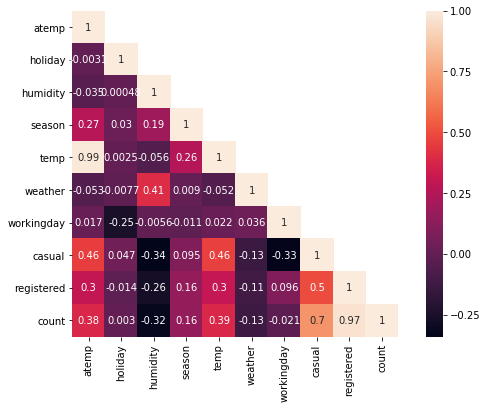 atemp 1
holiday -0.0031 1
humidity -0.035 0.00048 1
season 0.27 0.03 0.19 1
temp 0.99 0.0025 -0.056 0.26 1
weather -0.053 -0.0077 0.41 0.009 -0.052 1
workingday 0.017 -0.25 -0.0056 -0.011 0.022 0.036 1
casual 0.46 0.047 -0.34 0.095 0.46 -0.13 -0.33 1
registered 0.3 -0.014 -0.26 0.16 0.3 -0.11 0.096 0.5 1
count 0.38 0.003 -0.32 0.16 0.39 -0.13 -0.021 0.7 0.97 1
atemp
holiday
humidity
season
temp
weather
workingday
casual
registered
count
1.00
0.75
0.50
0.25
0.00
−0.25